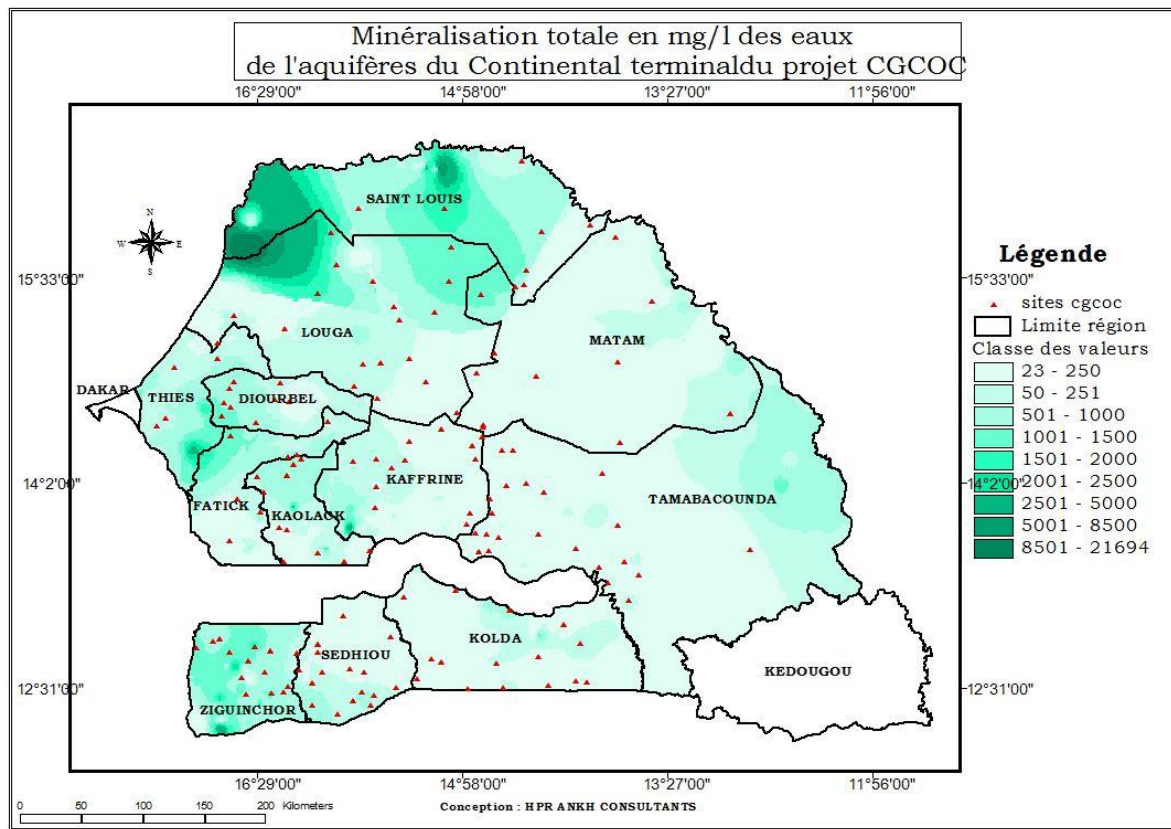 Minéralisation totale en mg/l des eaux
de l'aquifères du Continental terminaldu projet CGCOC
16°29'00" 14°58'00" 13°27'00" 11°56'00"
N
W E
S
SAINT LOUIS
15°33'00" 15°33'00"
LOUGA
MATAM
DAKAR
THIES
DIOURBEL
KAFFRINE
14°2'00" 14°2'00"
TAMABACOUNDA
FATICK
KAOLACK
KOLDA
SEDHIOU
KEDOUGOU
12°31'00" 12°31'00"
ZIGUINCHOR
16°29'00" 14°58'00" 13°27'00" 11°56'00"
0 50 100 150 200 Kilometers
Conception : HPR ANKH CONSULTANTS
Légende
sites cgcoc
Limite région
Classe des valeurs
23 - 250
50 - 251
501 - 1000
1001 - 1500
1501 - 2000
2001 - 2500
2501 - 5000
5001 - 8500
8501 - 21694